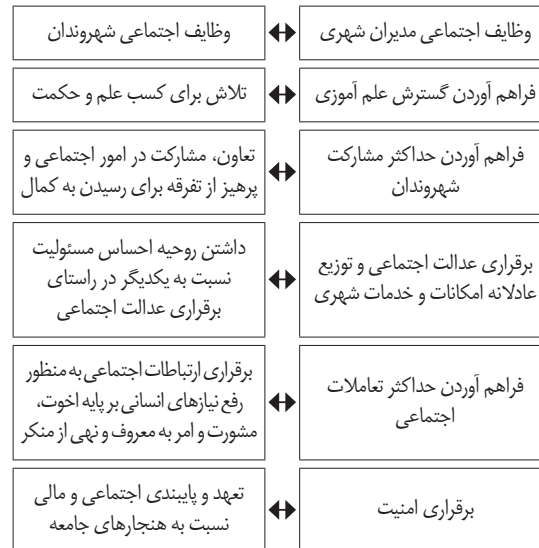 وظایف اجتماعی مدیران شهری
وظایف اجتماعی شهروندان
فراهم آوردن گسترش علم آموزی
تلاش برای کسب علم و حکمت
فراهم آوردن حداکثر مشارکت
شهروندان
تعاون، مشارکت در امور اجتماعی و
پرهیز از تفرقه برای رسیدن به کمال
برقراری عدالت اجتماعی و توزیع
عادلانه امکانات و خدمات شهری
داشتن روحیه احساس مسئولیت
نسبت به یکدیگر در راستای
برقراری عدالت اجتماعی
فراهم آوردن حداکثر تعاملات
اجتماعی
برقراری ارتباطات اجتماعی به منظور
رفع نیازهای انسانی بر پایه اخوت،
مشورت و امر به معروف و نهی از منکر
برقراری امنیت
تعهد و پایبندی اجتماعی و مالی
نسبت به هنجارهای جامعه